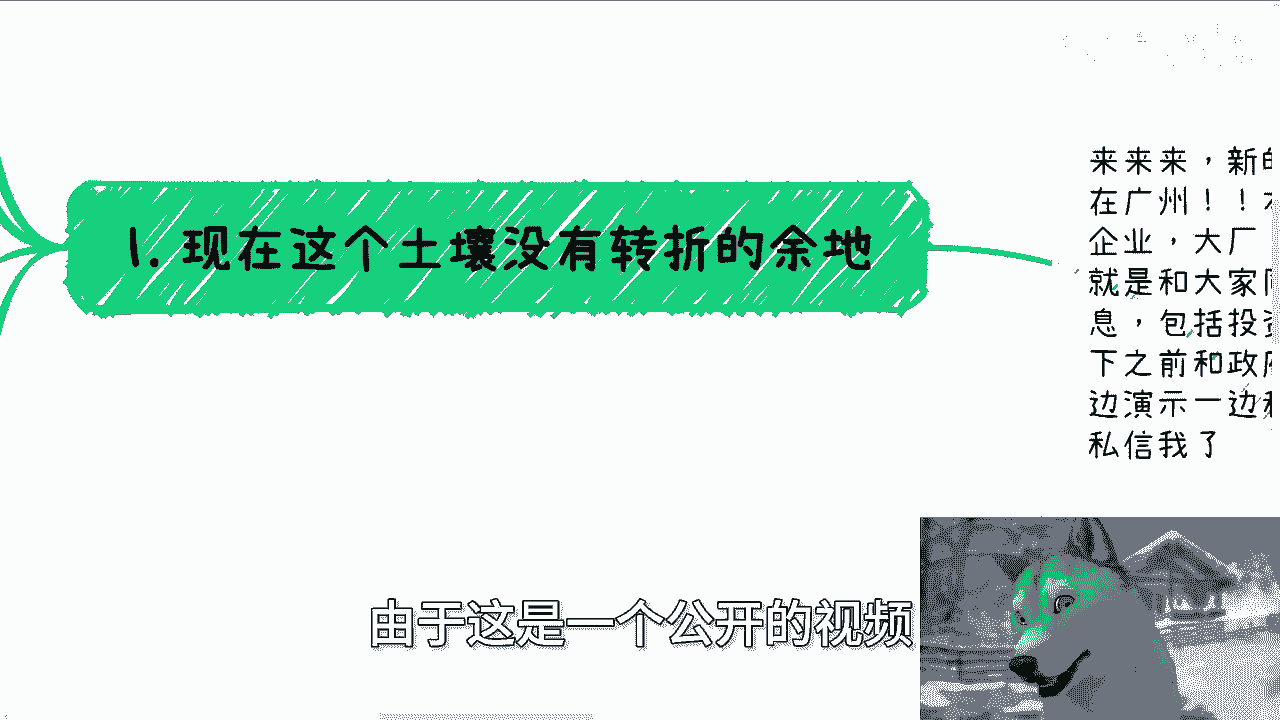 1. 现在这个土壤没有转折的余地
来来来，新的
在广州！！
企业，大厂
就是和大家
息，包括投资
下之前和政府
边演示一边
私信我了
由于这是一个公开的视频